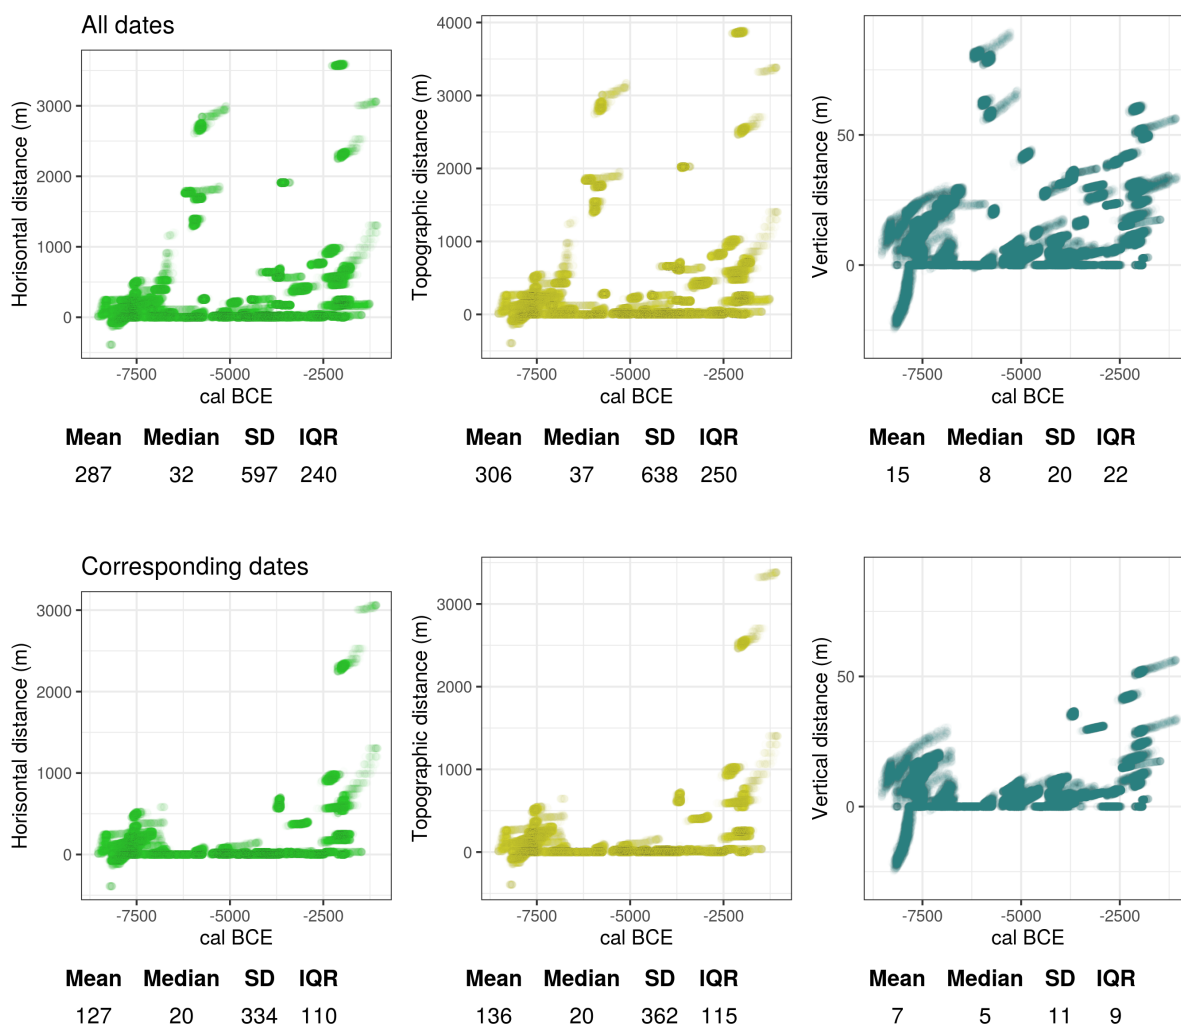 All dates
Horisontal distance (m)
3000
2000
1000
0
-7500 -5000 -2500
cal BCE
Mean Median SD IQR
287 32 597 240
Topographic distance (m)
4000
3000
2000
1000
0
-7500 -5000 -2500
cal BCE
Mean Median SD IQR
306 37 638 250
Vertical distance (m)
50
0
-7500 -5000 -2500
cal BCE
Mean Median SD IQR
15 8 20 22
Corresponding dates
Horisontal distance (m)
3000
2000
1000
0
-7500 -5000 -2500
cal BCE
Mean Median SD IQR
127 20 334 110
Topographic distance (m)
3000
2000
1000
0
-7500 -5000 -2500
cal BCE
Mean Median SD IQR
136 20 362 115
Vertical distance (m)
50
0
-7500 -5000 -2500
cal BCE
Mean Median SD IQR
7 5 11 9